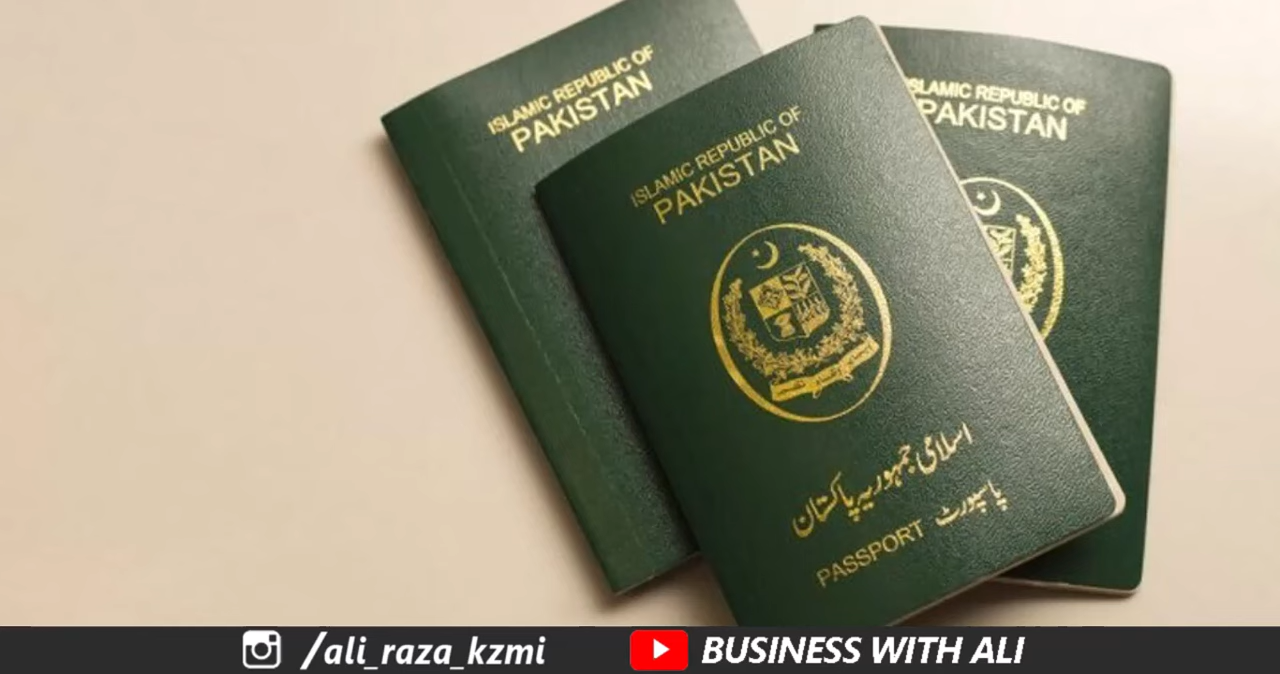 ISLAMIC REPUBLIC OF
PAKISTAN
ISLAMIC REPUBLIC OF
PAKISTAN
اسلامی جمہوریہ پاکستان
PASSPORT پاسپورٹ
SLAMIC REPUBLIC OF
PAKISTAN
/ali_raza_kzmi
BUSINESS WITH ALI